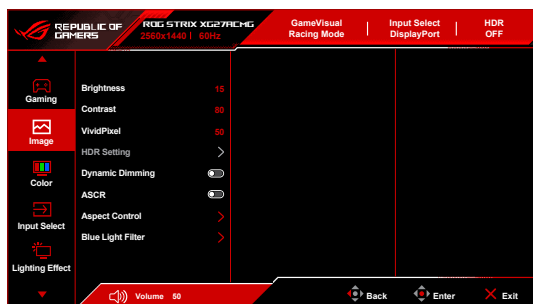 REPUBLIC OF
GAMERS
ROG STRIX XG27ACMG
2560x1440 | 60Hz
GameVisual
Racing Mode
Input Select
DisplayPort
HDR
OFF
Gaming
Image
Color
Input Select
Lighting Effect
Brightness 15
Contrast 80
VividPixel 50
HDR Setting
Dynamic Dimming
ASCR
Aspect Control
Blue Light Filter
Volume 50
Back
Enter
Exit